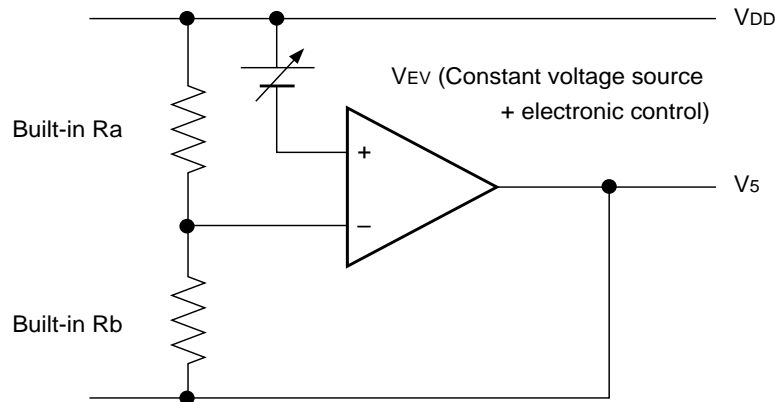 VDD
VEV (Constant voltage source
+ electronic control)
Built-in Ra
+
V5
–
Built-in Rb